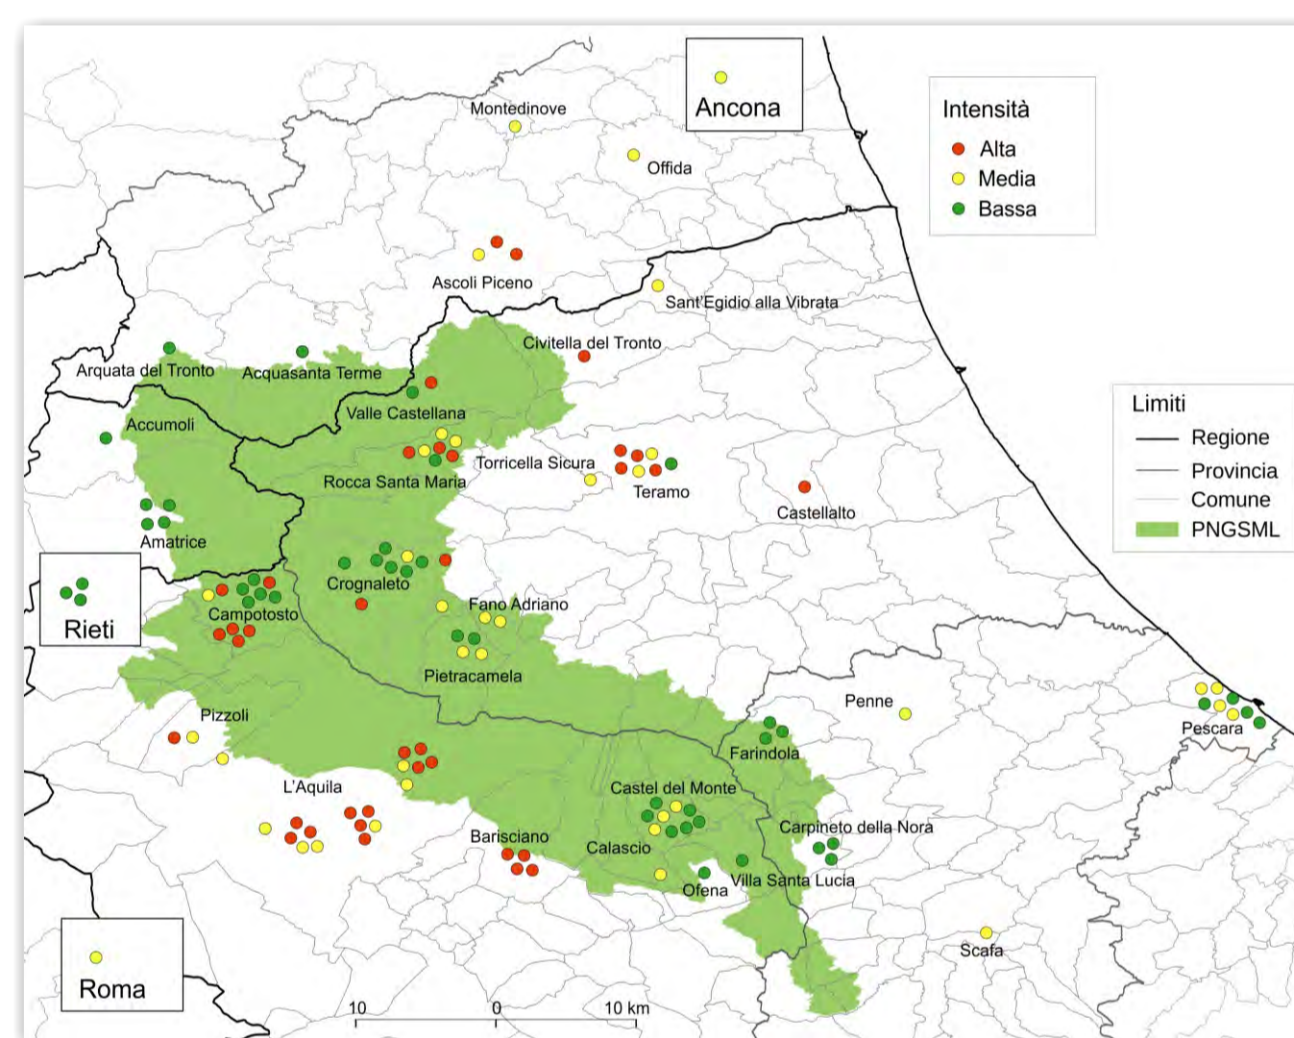 Ancona
Montedinove
Offida
Intensità
Alta
Media
Bassa
Ascoli Piceno
Sant'Egidio alla Vibrata
Civitella del Tronto
Arquata del Tronto
Acquasanta Terme
Valle Castellana
Accumoli
Limiti
Regione
Provincia
Comune
PNGSML
Torricella Sicura
Rocca Santa Maria
Teramo
Castellalto
Amatrice
Crognaleto
Rieti
Campotosto
Fano Adriano
Pietracamela
Penne
Pizzoli
Pescara
Farindola
L'Aquila
Castel del Monte
Barisciano
Calascio
Carpineto della Nora
Ofena
Villa Santa Lucia
Scafa
Roma
10
0
10 km